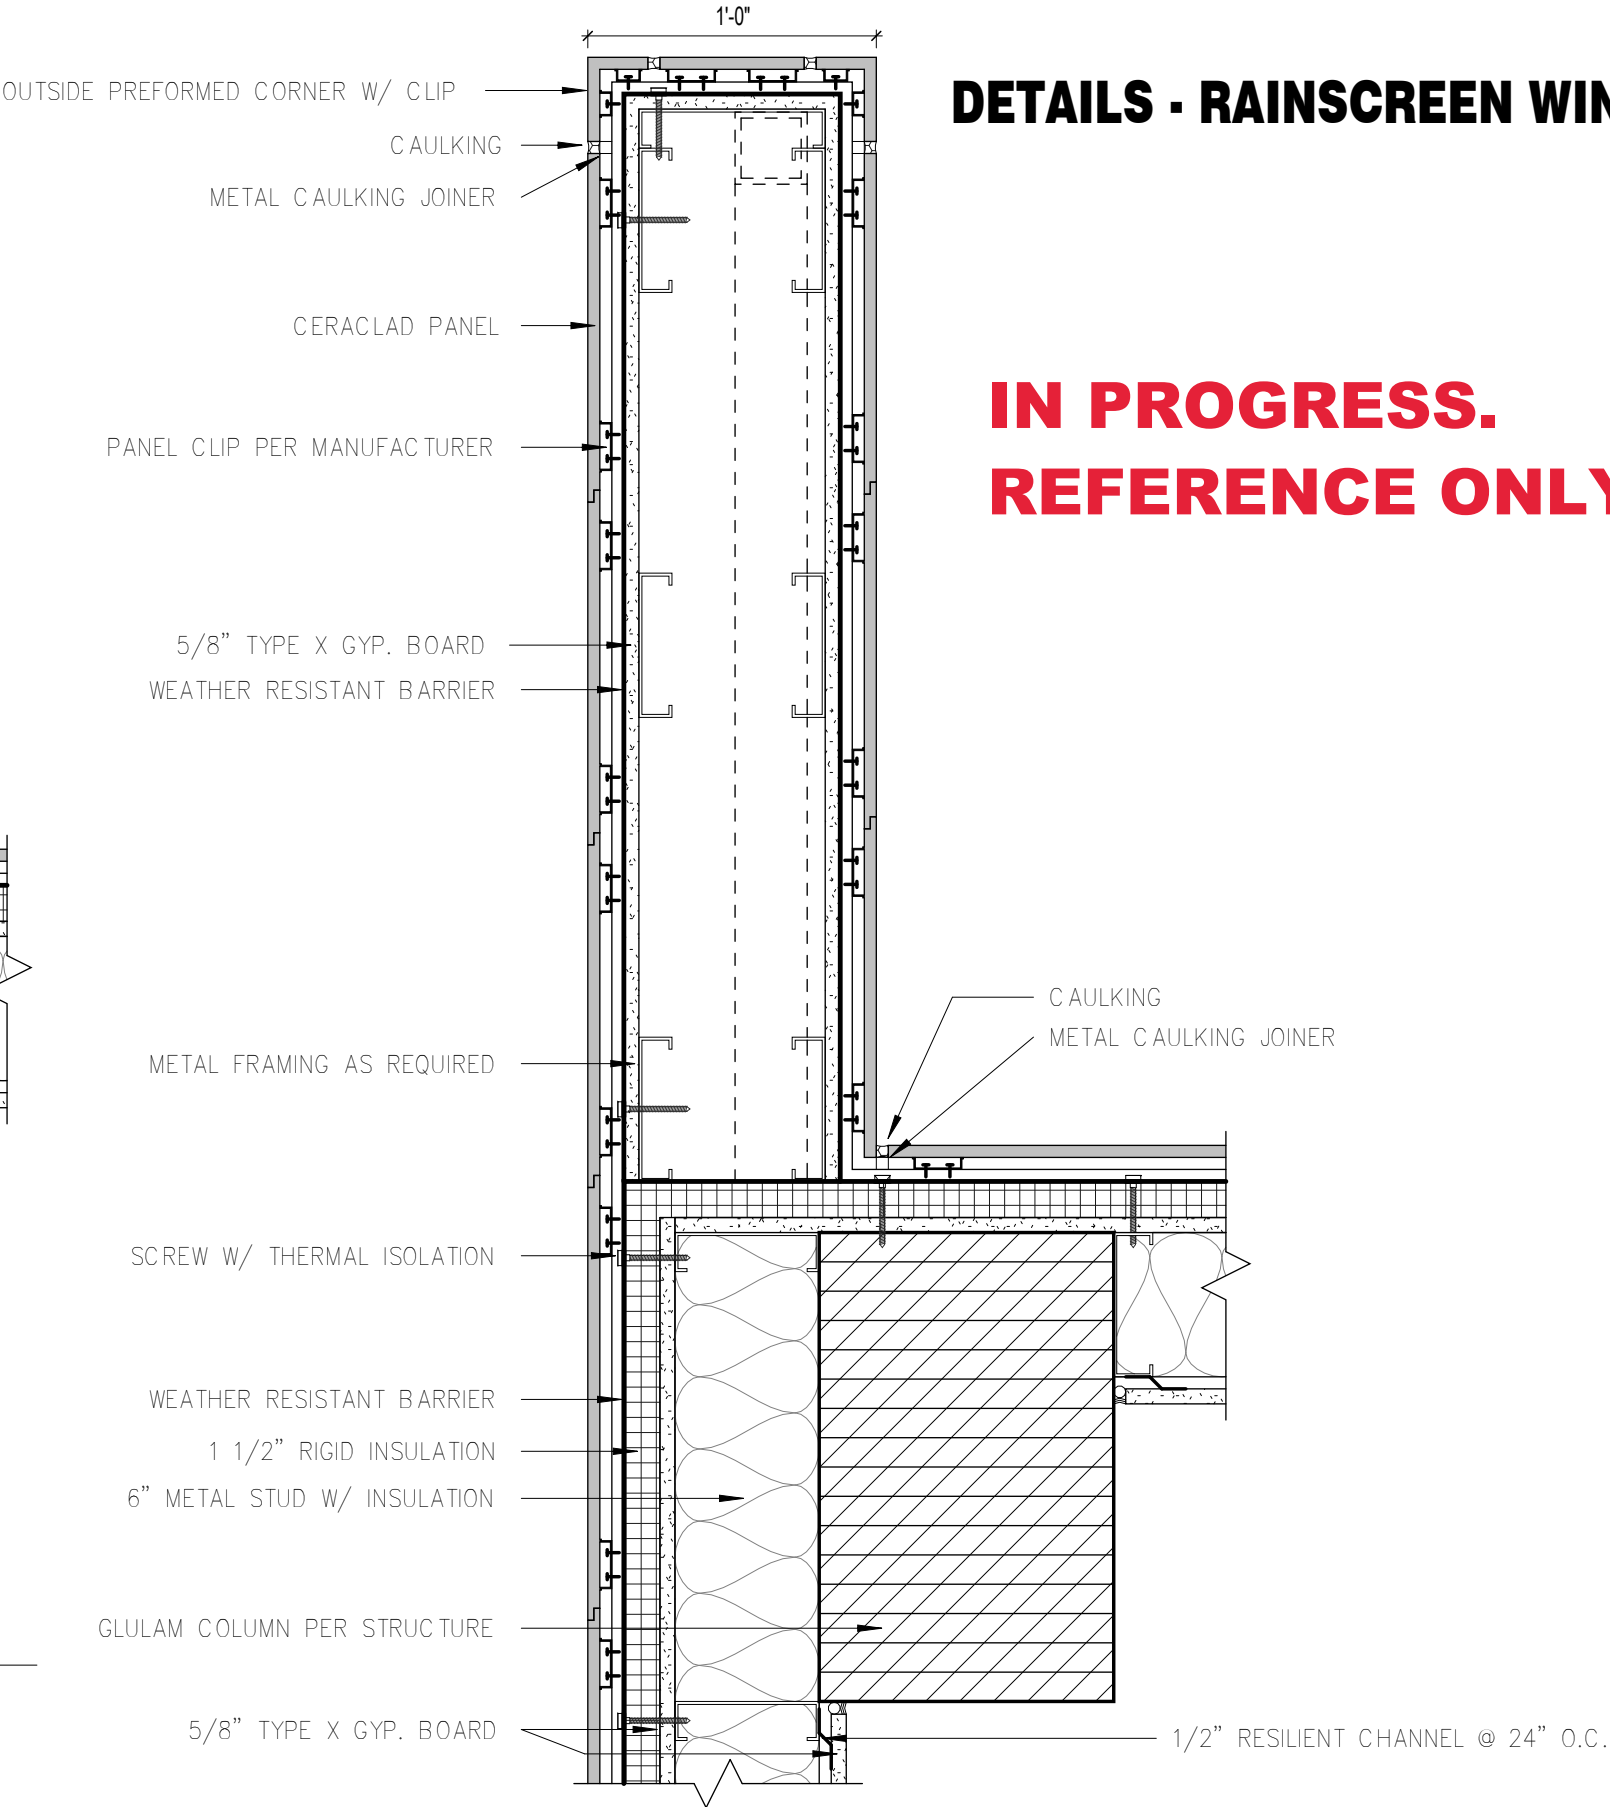 1'-0"
OUTSIDE PREFORMED CORNER W/ CLIP
DETAILS - RAINSCREEN WIN
CAULKING
METAL CAULKING JOINER
CERACLAD PANEL
IN PROGRESS.
REFERENCE ONLY
PANEL CLIP PER MANUFACTURER
5/8” TYPE X GYP. BOARD
WEATHER RESISTANT BARRIER
CAULKING
METAL CAULKING JOINER
METAL FRAMING AS REQUIRED
SCREW W/ THERMAL ISOLATION
WEATHER RESISTANT BARRIER
1 1/2” RIGID INSULATION
6” METAL STUD W/ INSULATION
GLULAM COLUMN PER STRUCTURE
5/8” TYPE X GYP. BOARD
1/2” RESILIENT CHANNEL @ 24” O.C.